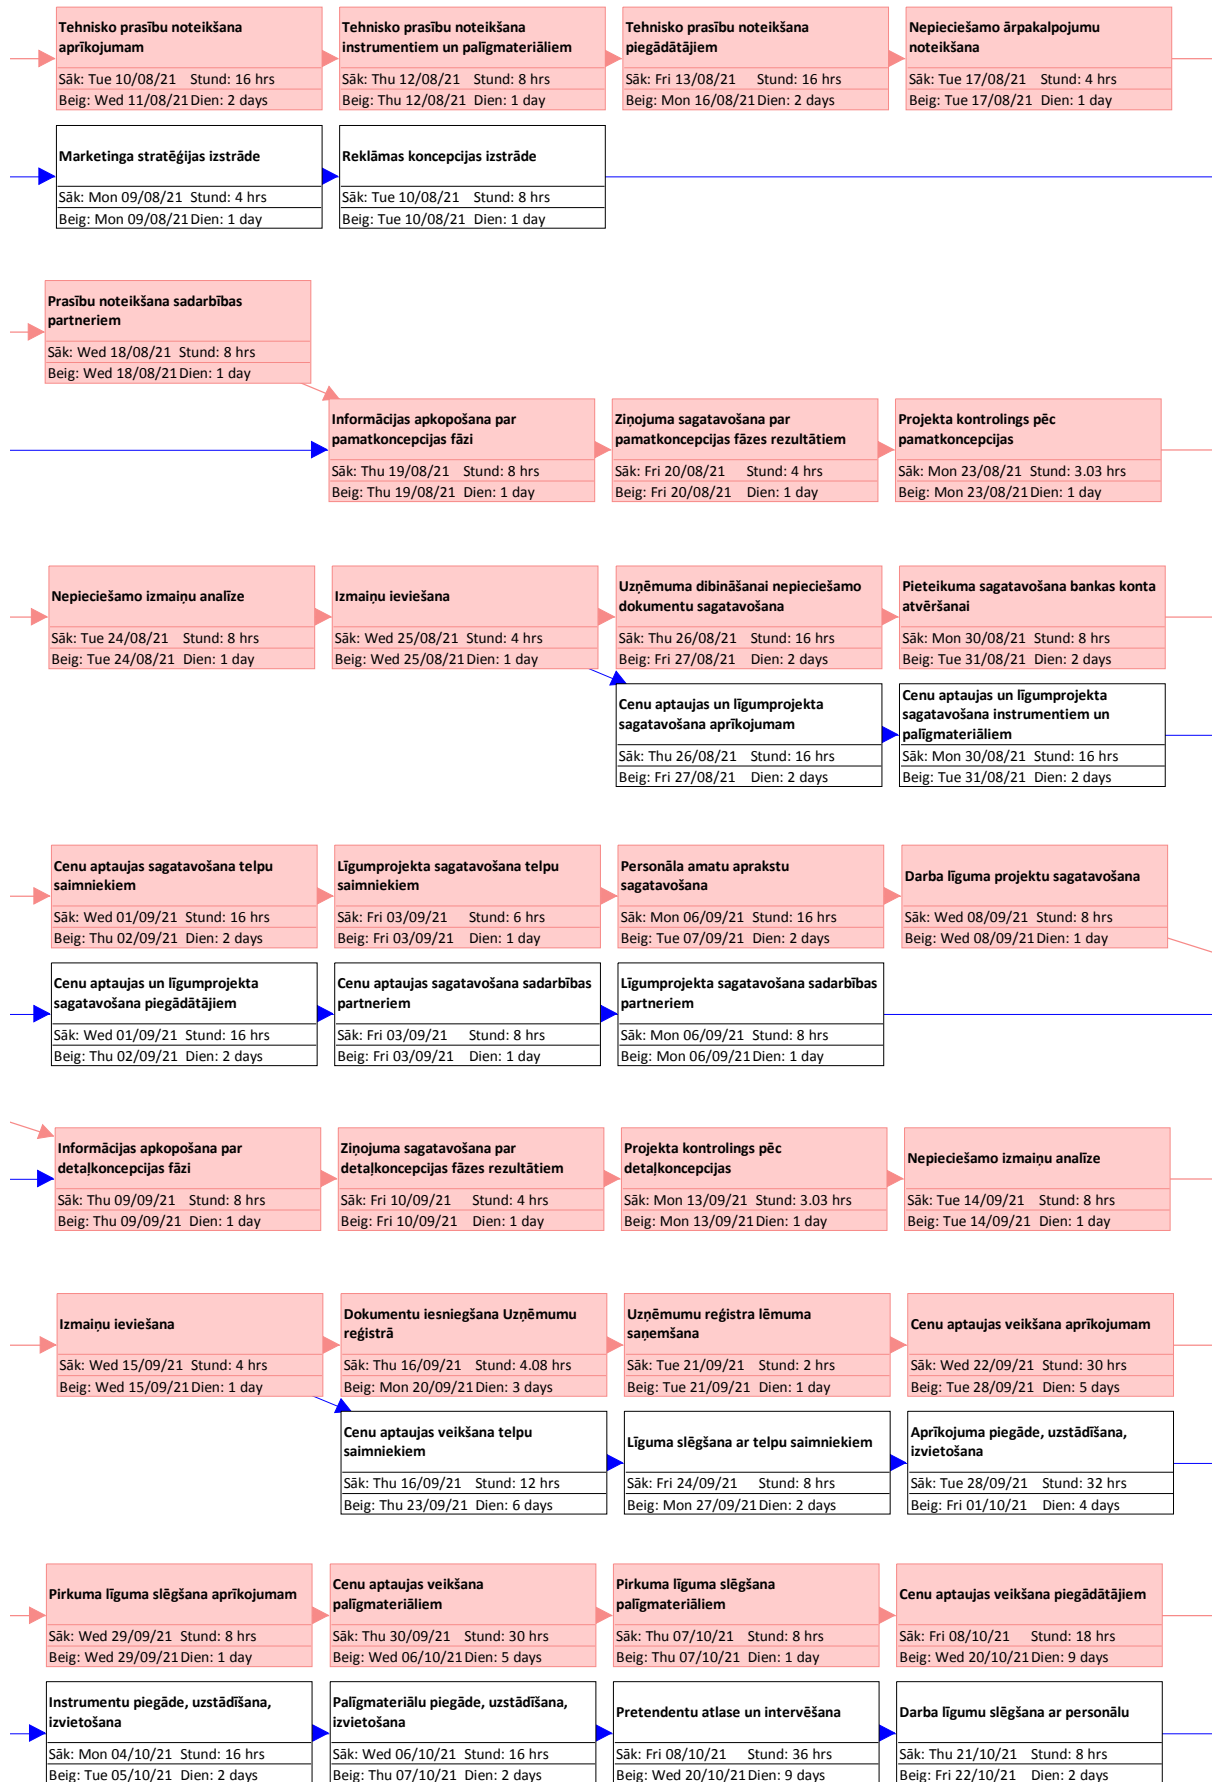 Tehnisko prasību noteikšana
aprīkojumam
Sāk: Tue 10/08/21 Stund: 16 hrs
Beig: Wed 11/08/21 Dien: 2 days
Tehnisko prasību noteikšana
instrumentiem un palīgmateriāliem
Sāk: Thu 12/08/21 Stund: 8 hrs
Beig: Thu 12/08/21 Dien: 1 day
Tehnisko prasību noteikšana
piegādātājiem
Sāk: Fri 13/08/21 Stund: 16 hrs
Beig: Mon 16/08/21 Dien: 2 days
Nepieciešamo ārpakalpojumu
noteikšana
Sāk: Tue 17/08/21 Stund: 4 hrs
Beig: Tue 17/08/21 Dien: 1 day
Marketinga stratēģijas izstrāde
Sāk: Mon 09/08/21 Stund: 4 hrs
Beig: Mon 09/08/21 Dien: 1 day
Reklāmas koncepcijas izstrāde
Sāk: Tue 10/08/21 Stund: 8 hrs
Beig: Tue 10/08/21 Dien: 1 day
Prasību noteikšana sadarbības
partneriem
Sāk: Wed 18/08/21 Stund: 8 hrs
Beig: Wed 18/08/21 Dien: 1 day
Informācijas apkopošana par
pamatkoncepcijas fāzi
Sāk: Thu 19/08/21 Stund: 8 hrs
Beig: Thu 19/08/21 Dien: 1 day
Ziņojuma sagatavošana par
pamatkoncepcijas fāzes rezultātiem
Sāk: Fri 20/08/21 Stund: 4 hrs
Beig: Fri 20/08/21 Dien: 1 day
Projekta kontrolings pēc
pamatkoncepcijas
Sāk: Mon 23/08/21 Stund: 3.03 hrs
Beig: Mon 23/08/21 Dien: 1 day
Nepieciešamo izmaiņu analīze
Sāk: Tue 24/08/21 Stund: 8 hrs
Beig: Tue 24/08/21 Dien: 1 day
Izmaiņu ieviešana
Sāk: Wed 25/08/21 Stund: 4 hrs
Beig: Wed 25/08/21 Dien: 1 day
Uzņēmuma dibināšanai nepieciešamo
dokumentu sagatavošana
Sāk: Thu 26/08/21 Stund: 16 hrs
Beig: Fri 27/08/21 Dien: 2 days
Pieteikuma sagatavošana bankas konta
atvēršanai
Sāk: Mon 30/08/21 Stund: 8 hrs
Beig: Tue 31/08/21 Dien: 2 days
Cenu aptaujas un līgumprojekta
sagatavošana aprīkojumam
Sāk: Thu 26/08/21 Stund: 16 hrs
Beig: Fri 27/08/21 Dien: 2 days
Cenu aptaujas un līgumprojekta
sagatavošana instrumentiem un
palīgmateriāliem
Sāk: Mon 30/08/21 Stund: 16 hrs
Beig: Tue 31/08/21 Dien: 2 days
Cenu aptaujas sagatavošana telpu
saimniekiem
Sāk: Wed 01/09/21 Stund: 16 hrs
Beig: Thu 02/09/21 Dien: 2 days
Līgumprojekta sagatavošana telpu
saimniekiem
Sāk: Fri 03/09/21 Stund: 6 hrs
Beig: Fri 03/09/21 Dien: 1 day
Personāla amatu aprakstu
sagatavošana
Sāk: Mon 06/09/21 Stund: 16 hrs
Beig: Tue 07/09/21 Dien: 2 days
Darba līguma projektu sagatavošana
Sāk: Wed 08/09/21 Stund: 8 hrs
Beig: Wed 08/09/21 Dien: 1 day
Cenu aptaujas un līgumprojekta
sagatavošana piegādātājiem
Sāk: Wed 01/09/21 Stund: 16 hrs
Beig: Thu 02/09/21 Dien: 2 days
Cenu aptaujas sagatavošana sadarbības
partneriem
Sāk: Fri 03/09/21 Stund: 8 hrs
Beig: Fri 03/09/21 Dien: 1 day
Līgumprojekta sagatavošana sadarbības
partneriem
Sāk: Mon 06/09/21 Stund: 8 hrs
Beig: Mon 06/09/21 Dien: 1 day
Informācijas apkopošana par
detaļkoncepcijas fāzi
Sāk: Thu 09/09/21 Stund: 8 hrs
Beig: Thu 09/09/21 Dien: 1 day
Ziņojuma sagatavošana par
detaļkoncepcijas fāzes rezultātiem
Sāk: Fri 10/09/21 Stund: 4 hrs
Beig: Fri 10/09/21 Dien: 1 day
Projekta kontrolings pēc
detaļkoncepcijas
Sāk: Mon 13/09/21 Stund: 3.03 hrs
Beig: Mon 13/09/21 Dien: 1 day
Nepieciešamo izmaiņu analīze
Sāk: Tue 14/09/21 Stund: 8 hrs
Beig: Tue 14/09/21 Dien: 1 day
Izmaiņu ieviešana
Sāk: Wed 15/09/21 Stund: 4 hrs
Beig: Wed 15/09/21 Dien: 1 day
Dokumentu iesniegšana Uzņēmumu
reģistrā
Sāk: Thu 16/09/21 Stund: 4.08 hrs
Beig: Mon 20/09/21 Dien: 3 days
Uzņēmumu reģistra lēmuma
saņemšana
Sāk: Tue 21/09/21 Stund: 2 hrs
Beig: Tue 21/09/21 Dien: 1 day
Cenu aptaujas veikšana aprīkojumam
Sāk: Wed 22/09/21 Stund: 30 hrs
Beig: Tue 28/09/21 Dien: 5 days
Cenu aptaujas veikšana telpu
saimniekiem
Sāk: Thu 16/09/21 Stund: 12 hrs
Beig: Thu 23/09/21 Dien: 6 days
Līguma slēgšana ar telpu saimniekiem
Sāk: Fri 24/09/21 Stund: 8 hrs
Beig: Mon 27/09/21 Dien: 2 days
Aprīkojuma piegāde, uzstādīšana,
izvietošana
Sāk: Tue 28/09/21 Stund: 32 hrs
Beig: Fri 01/10/21 Dien: 4 days
Pirkuma līguma slēgšana aprīkojumam
Sāk: Wed 29/09/21 Stund: 8 hrs
Beig: Wed 29/09/21 Dien: 1 day
Cenu aptaujas veikšana
palīgmateriāliem
Sāk: Thu 30/09/21 Stund: 30 hrs
Beig: Wed 06/10/21 Dien: 5 days
Pirkuma līguma slēgšana
palīgmateriāliem
Sāk: Thu 07/10/21 Stund: 8 hrs
Beig: Thu 07/10/21 Dien: 1 day
Cenu aptaujas veikšana piegādātājiem
Sāk: Fri 08/10/21 Stund: 18 hrs
Beig: Wed 20/10/21 Dien: 9 days
Instrumentu piegāde, uzstādīšana,
izvietošana
Sāk: Mon 04/10/21 Stund: 16 hrs
Beig: Tue 05/10/21 Dien: 2 days
Palīgmateriālu piegāde, uzstādīšana,
izvietošana
Sāk: Wed 06/10/21 Stund: 16 hrs
Beig: Thu 07/10/21 Dien: 2 days
Pretendentu atlase un intervēšana
Sāk: Fri 08/10/21 Stund: 36 hrs
Beig: Wed 20/10/21 Dien: 9 days
Darba līgumu slēgšana ar personālu
Sāk: Thu 21/10/21 Stund: 8 hrs
Beig: Fri 22/10/21 Dien: 2 days